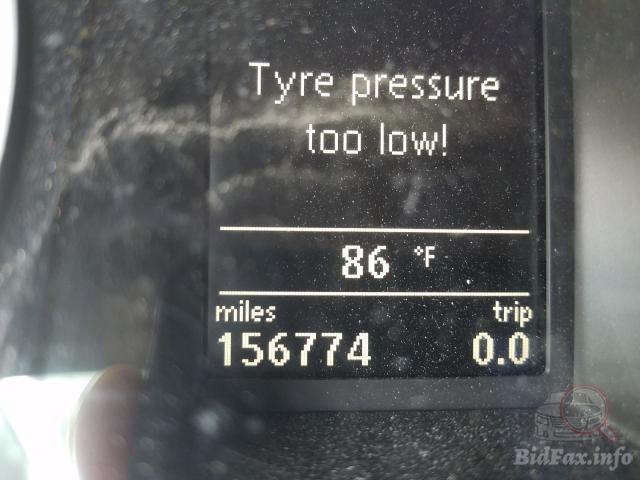 Tyre pressure
too low!
86 °F
miles trip
156774 0.0
BidFax.info